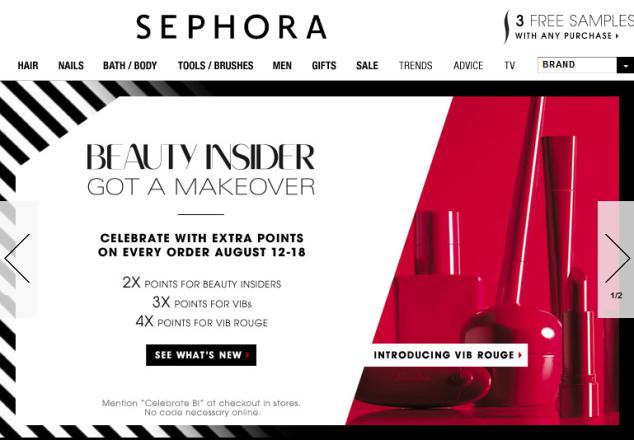 SEPHORA
3 FREE SAMPLES
WITH ANY PURCHASE
HAIR NAILS BATH / BODY TOOLS / BRUSHES MEN GIFTS SALE TRENDS ADVICE TV BRAND
BEAUTY INSIDER
GOT A MAKEOVER
CELEBRATE WITH EXTRA POINTS
ON EVERY ORDER AUGUST 12-18
2X POINTS FOR BEAUTY INSIDERS
3X POINTS FOR VIBs
4X POINTS FOR VIB ROUGE
1/2
SEE WHAT'S NEW
INTRODUCING VIB ROUGE
Mention "Celebrate BI" at checkout in stores.
No code necessary online.